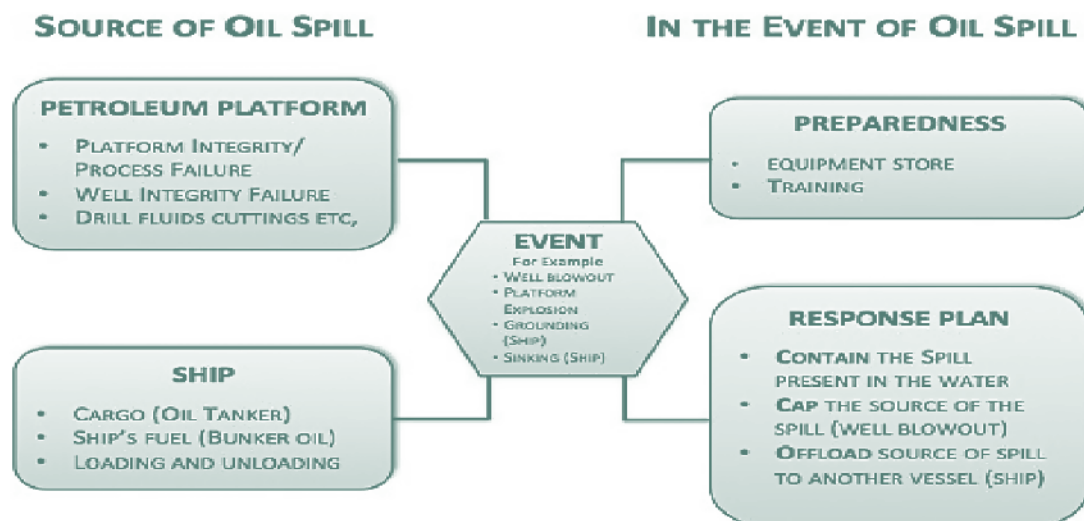 SOURCE OF OIL SPILL
IN THE EVENT OF OIL SPILL
PETROLEUM PLATFORM
• PLATFORM INTEGRITY/
PROCESS FAILURE
• WELL INTEGRITY FAILURE
• DRILL FLUIDS CUTTINGS ETC,
PREPAREDNESS
• EQUIPMENT STORE
• TRAINING
EVENT
For Example
• WELL BLOWOUT
• PLATFORM
EXPLOSION
• GROUNDING
(SHIP)
• SINKING (SHIP)
SHIP
• CARGO (OIL TANKER)
• SHIP'S FUEL (BUNKER OIL)
• LOADING AND UNLOADING
RESPONSE PLAN
• CONTAIN THE SPILL
PRESENT IN THE WATER
• CAP THE SOURCE OF THE
SPILL (WELL BLOWOUT)
• OFFLOAD SOURCE OF SPILL
TO ANOTHER VESSEL (SHIP)